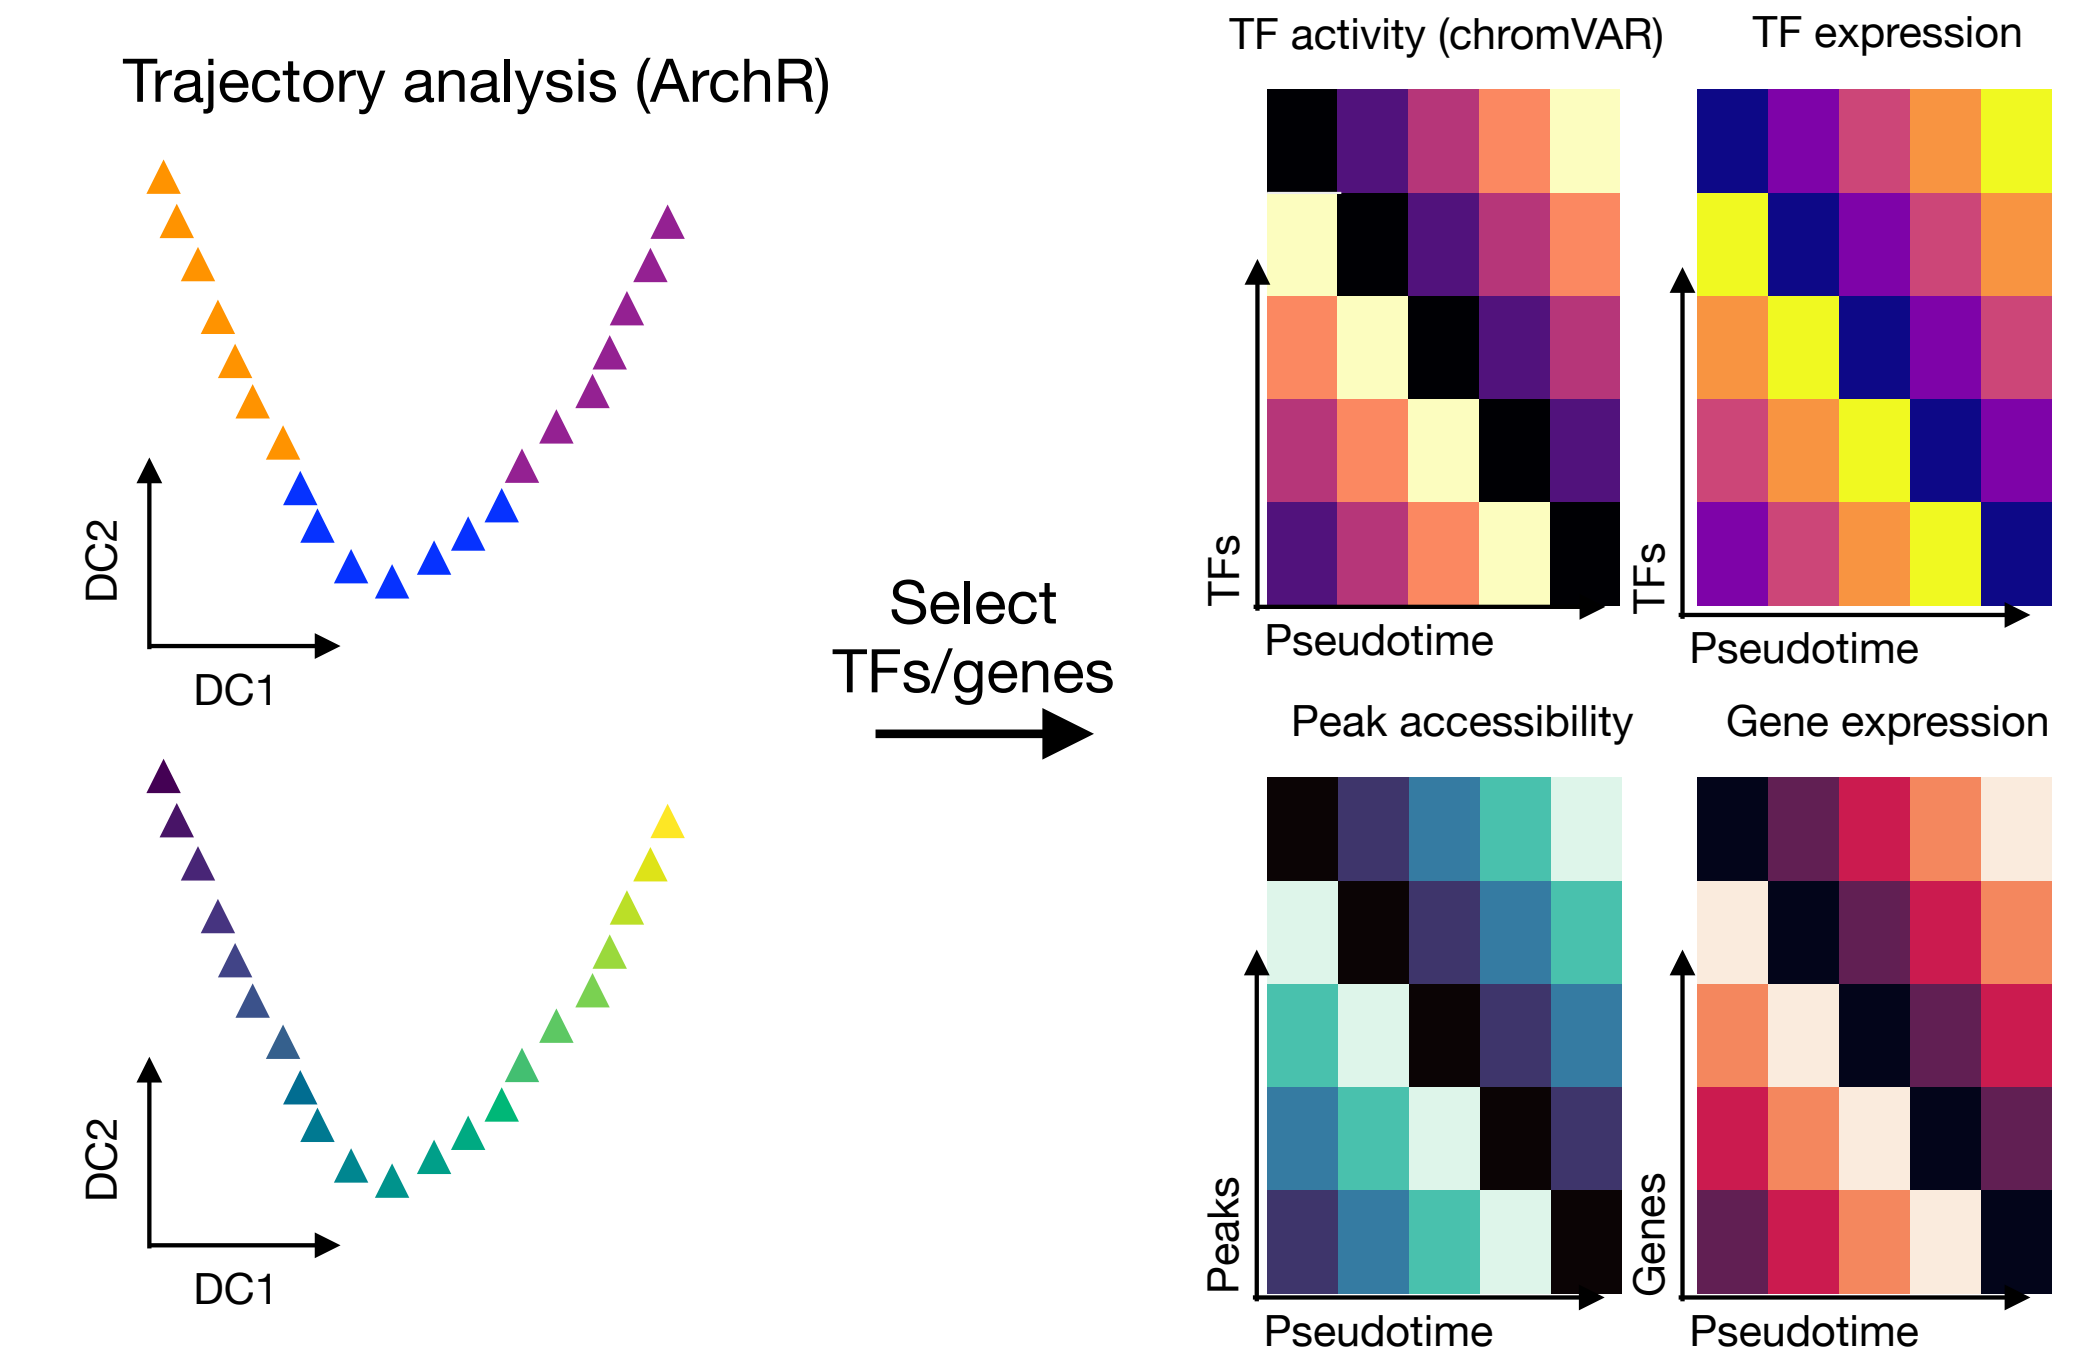 Trajectory analysis (ArchR)
DC2
DC1
DC2
DC1
Select
TFs/genes
TF activity (chromVAR)
TFs
Pseudotime
TF expression
TFs
Pseudotime
Peak accessibility
Peaks
Pseudotime
Gene expression
Genes
Pseudotime